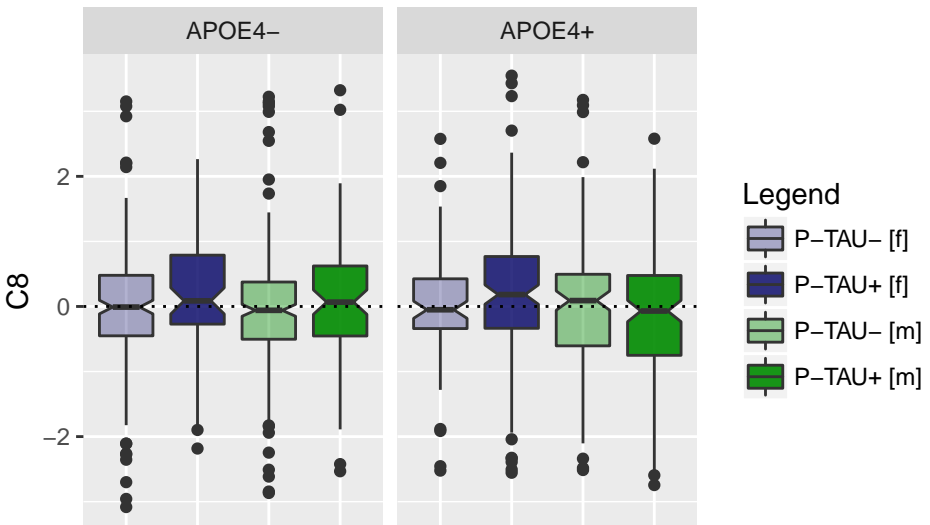 APOE4− APOE4+
C8
2
0
−2
Legend
P−TAU− [f]
P−TAU+ [f]
P−TAU− [m]
P−TAU+ [m]